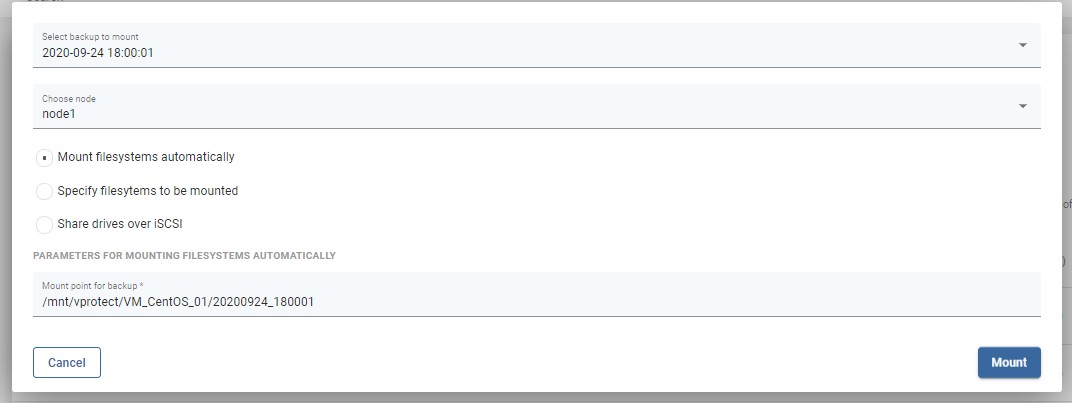 Select backup to mount
2020-09-24 18:00:01
Choose node
node1
Mount filesystems automatically
Specify filesytems to be mounted
Share drives over iSCSI
PARAMETERS FOR MOUNTING FILESYSTEMS AUTOMATICALLY
Mount point for backup *
/mnt/vprotect/VM_CentOS_01/20200924_180001
Cancel
Mount